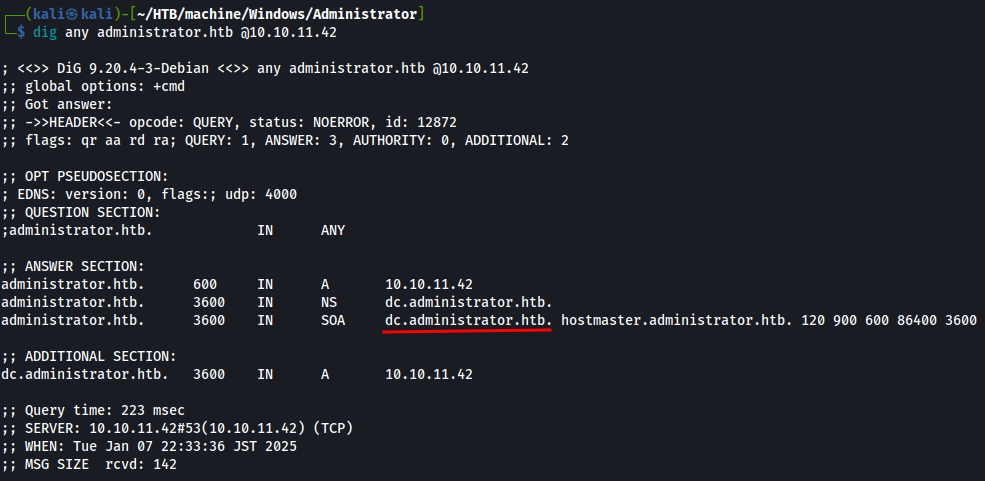 (kali㉿kali)-[~/HTB/machine/Windows/Administrator]
$ dig any administrator.htb @10.10.11.42
; <<>> DiG 9.20.4-3-Debian <<>> any administrator.htb @10.10.11.42
;; global options: +cmd
;; Got answer:
;; ->>HEADER<<- opcode: QUERY, status: NOERROR, id: 12872
;; flags: qr aa rd ra; QUERY: 1, ANSWER: 3, AUTHORITY: 0, ADDITIONAL: 2
;; OPT PSEUDOSECTION:
; EDNS: version: 0, flags:; udp: 4000
;; QUESTION SECTION:
;administrator.htb. IN ANY
;; ANSWER SECTION:
administrator.htb. 600 IN A 10.10.11.42
administrator.htb. 3600 IN NS dc.administrator.htb.
administrator.htb. 3600 IN SOA dc.administrator.htb. hostmaster.administrator.htb. 120 900 600 86400 3600
;; ADDITIONAL SECTION:
dc.administrator.htb. 3600 IN A 10.10.11.42
;; Query time: 223 msec
;; SERVER: 10.10.11.42#53(10.10.11.42) (TCP)
;; WHEN: Tue Jan 07 22:33:36 JST 2025
;; MSG SIZE rcvd: 142